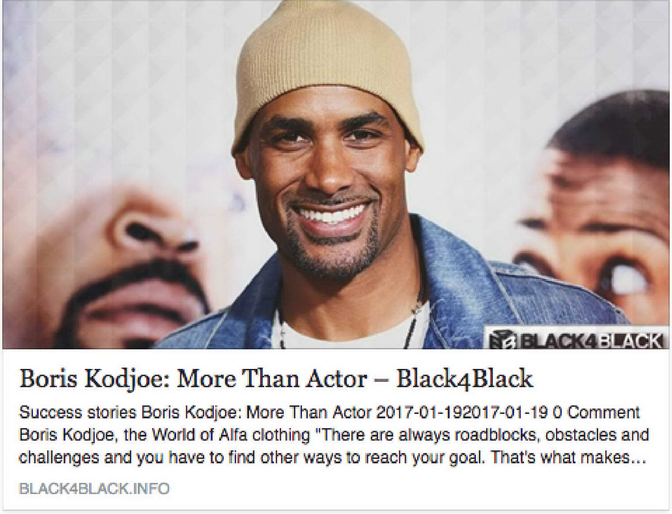 BLACK4BLACK
Boris Kodjoe: More Than Actor – Black4Black
Success stories Boris Kodjoe: More Than Actor 2017-01-192017-01-19 0 Comment
Boris Kodjoe, the World of Alfa clothing "There are always roadblocks, obstacles and
challenges and you have to find other ways to reach your goal. That's what makes...
BLACK4BLACK.INFO